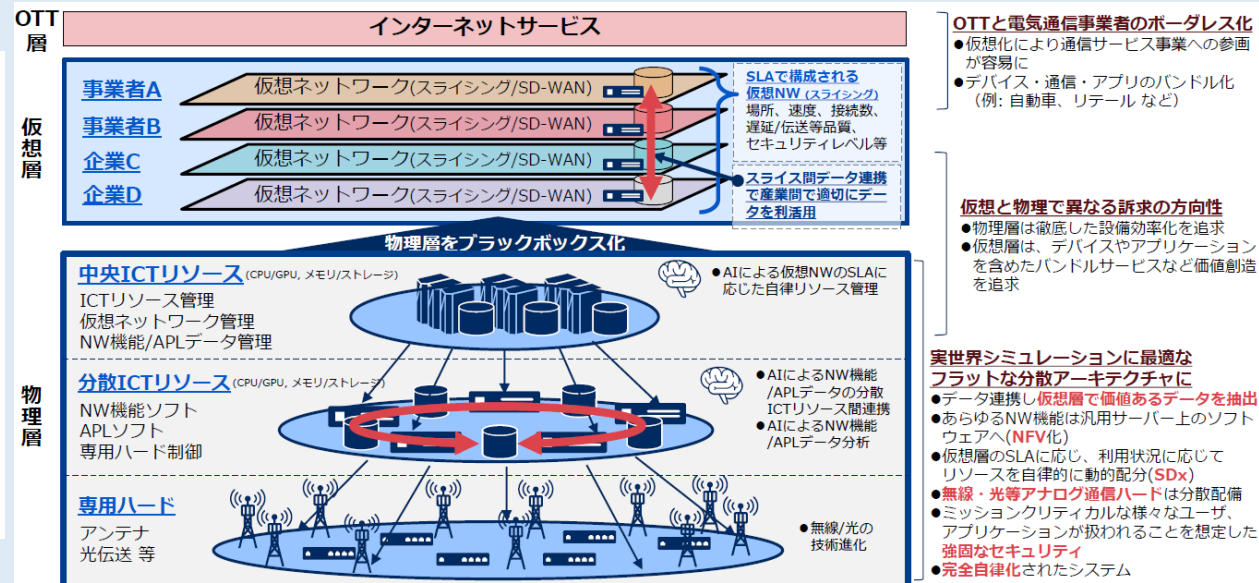 OTT
層
インターネットサービス
仮想層
事業者A
仮想ネットワーク(スライシング/SD-WAN)
事業者B
仮想ネットワーク(スライシング/SD-WAN)
企業C
仮想ネットワーク(スライシング/SD-WAN)
企業D
仮想ネットワーク(スライシング/SD-WAN)
SLAで構成される
仮想NW (スライシング)
場所、速度、接続数、
遅延/伝送等品質、
セキュリティレベル等
スライス間データ連携
で産業間で適切にデー
タを利活用
物理層をブラックボックス化
物理層
中央ICTリソース(CPU/GPU, メモリ/ストレージ)
ICTリソース管理
仮想ネットワーク管理
NW機能/APLデータ管理
●AIによる仮想NWのSLAに
応じた自律リソース管理
分散ICTリソース(CPU/GPU, メモリ/ストレージ)
NW機能ソフト
APLソフト
専用ハード制御
●AIによるNW機能
/APLデータの分散
ICTリソース間連携
●AIによるNW機能
/APLデータ分析
専用ハード
アンテナ
光伝送 等
●無線/光の
技術進化
OTTと電気通信事業者のボーダレス化
●仮想化により通信サービス事業への参画
が容易に
●デバイス・通信・アプリのバンドル化
（例: 自動車、リテール など）
仮想と物理で異なる訴求の方向性
●物理層は徹底した設備効率化を追求
●仮想層は、デバイスやアプリケーション
を含めたバンドルサービスなど価値創造
を追求
実世界シミュレーションに最適な
フラットな分散アーキテクチャに
●データ連携し仮想層で価値あるデータを抽出
●あらゆるNW機能は汎用サーバー上のソフト
ウェアへ(NFV化)
●仮想層のSLAに応じ、利用状況に応じて
リソースを自律的に動的配分(SDx)
●無線・光等アナログ通信ハードは分散配備
●ミッションクリティカルな様々なユーザ、
アプリケーションが扱われることを想定した
強固なセキュリティ
●完全自律化されたシステム